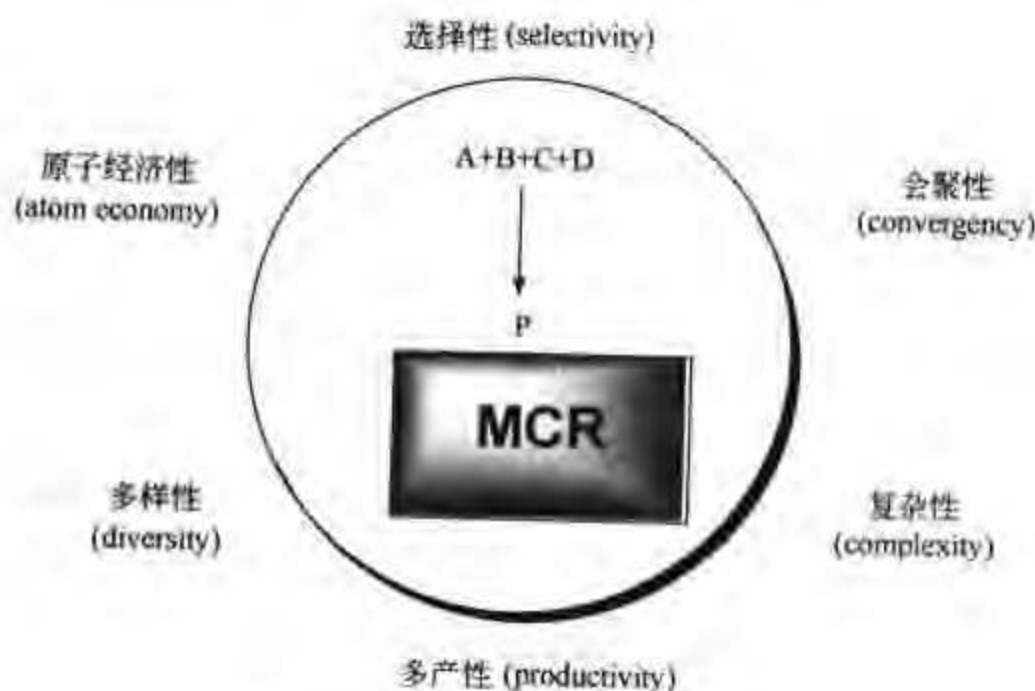 选择性 (selectivity)
A+B+C+D
原子经济性
(atom economy)
会聚性
(convergency)
P
MCR
多样性
(diversity)
复杂性
(complexity)
多产性 (productivity)